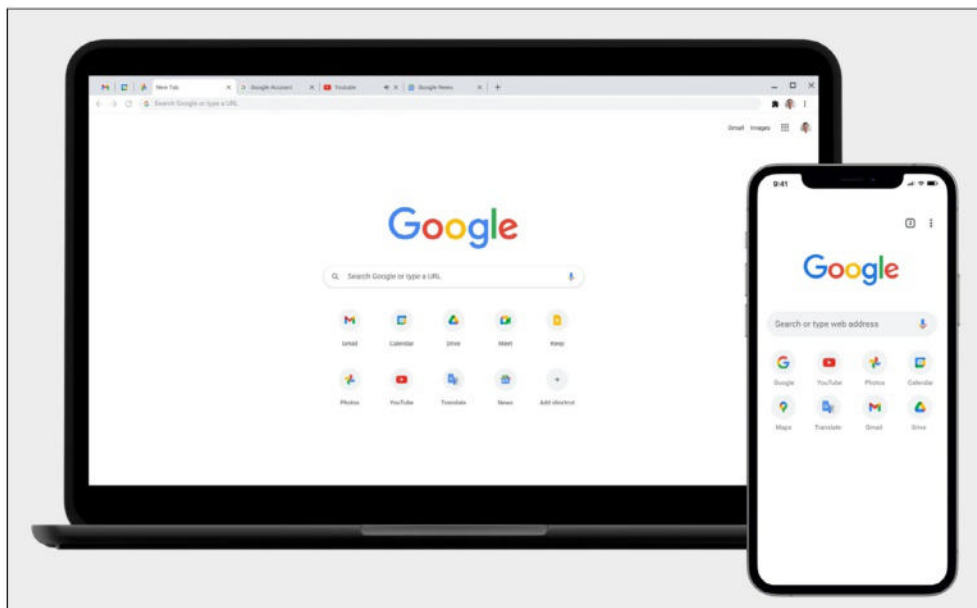 New Tab
Google Account
Youtube
Google News
Search Google or type a URL
Gmail Images
Google
Search Google or type a URL
Gmail Calendar Drive Meet Keep
Photos YouTube Translate News Add shortcut
9:41
2
Google
Search or type web address
Google YouTube Photos Calendar
Maps Translate Gmail Drive